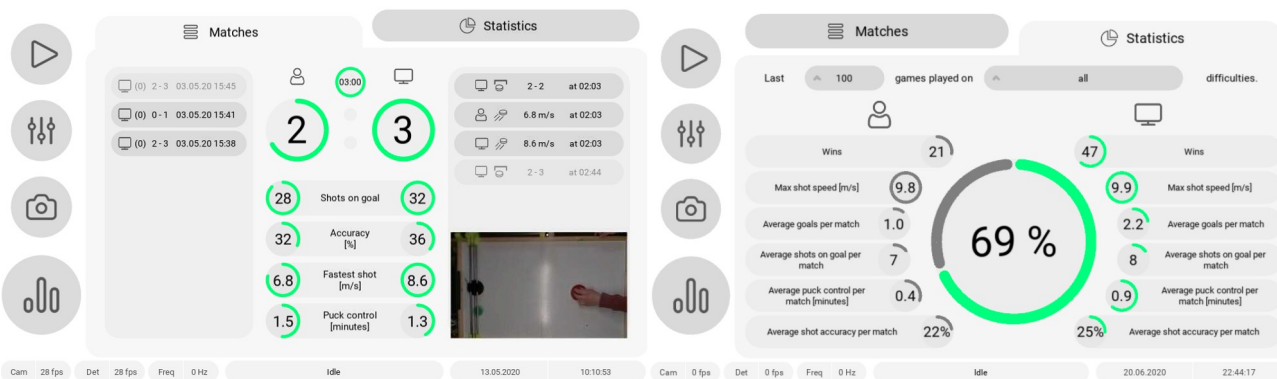 Matches
Statistics
(0) 2 - 3 03.05.20 15:45
(0) 0 - 1 03.05.20 15:41
(0) 2 - 3 03.05.20 15:38
03:00
2
3
28 Shots on goal 32
32 Accuracy 36
[%]
6.8 Fastest shot 8.6
[m/s]
1.5 Puck control 1.3
[minutes]
2 - 2 at 02:03
6.8 m/s at 02:03
8.6 m/s at 02:03
2 - 3 at 02:44
Cam 28 fps Det 28 fps Freq 0 Hz Idle 13.05.2020 10:10:53
Matches
Statistics
Last 100 games played on all difficulties.
Wins 21
Max shot speed [m/s] 9.8
Average goals per match 1.0
Average shots on goal per
match 7
Average puck control per
match [minutes] 0.4
Average shot accuracy per match 22%
69 %
47 Wins
9.9 Max shot speed [m/s]
2.2 Average goals per match
8 Average shots on goal per
match
0.9 Average puck control per
match [minutes]
25% Average shot accuracy per match
Cam 0 fps Det 0 fps Freq 0 Hz Idle 20.06.2020 22:44:17